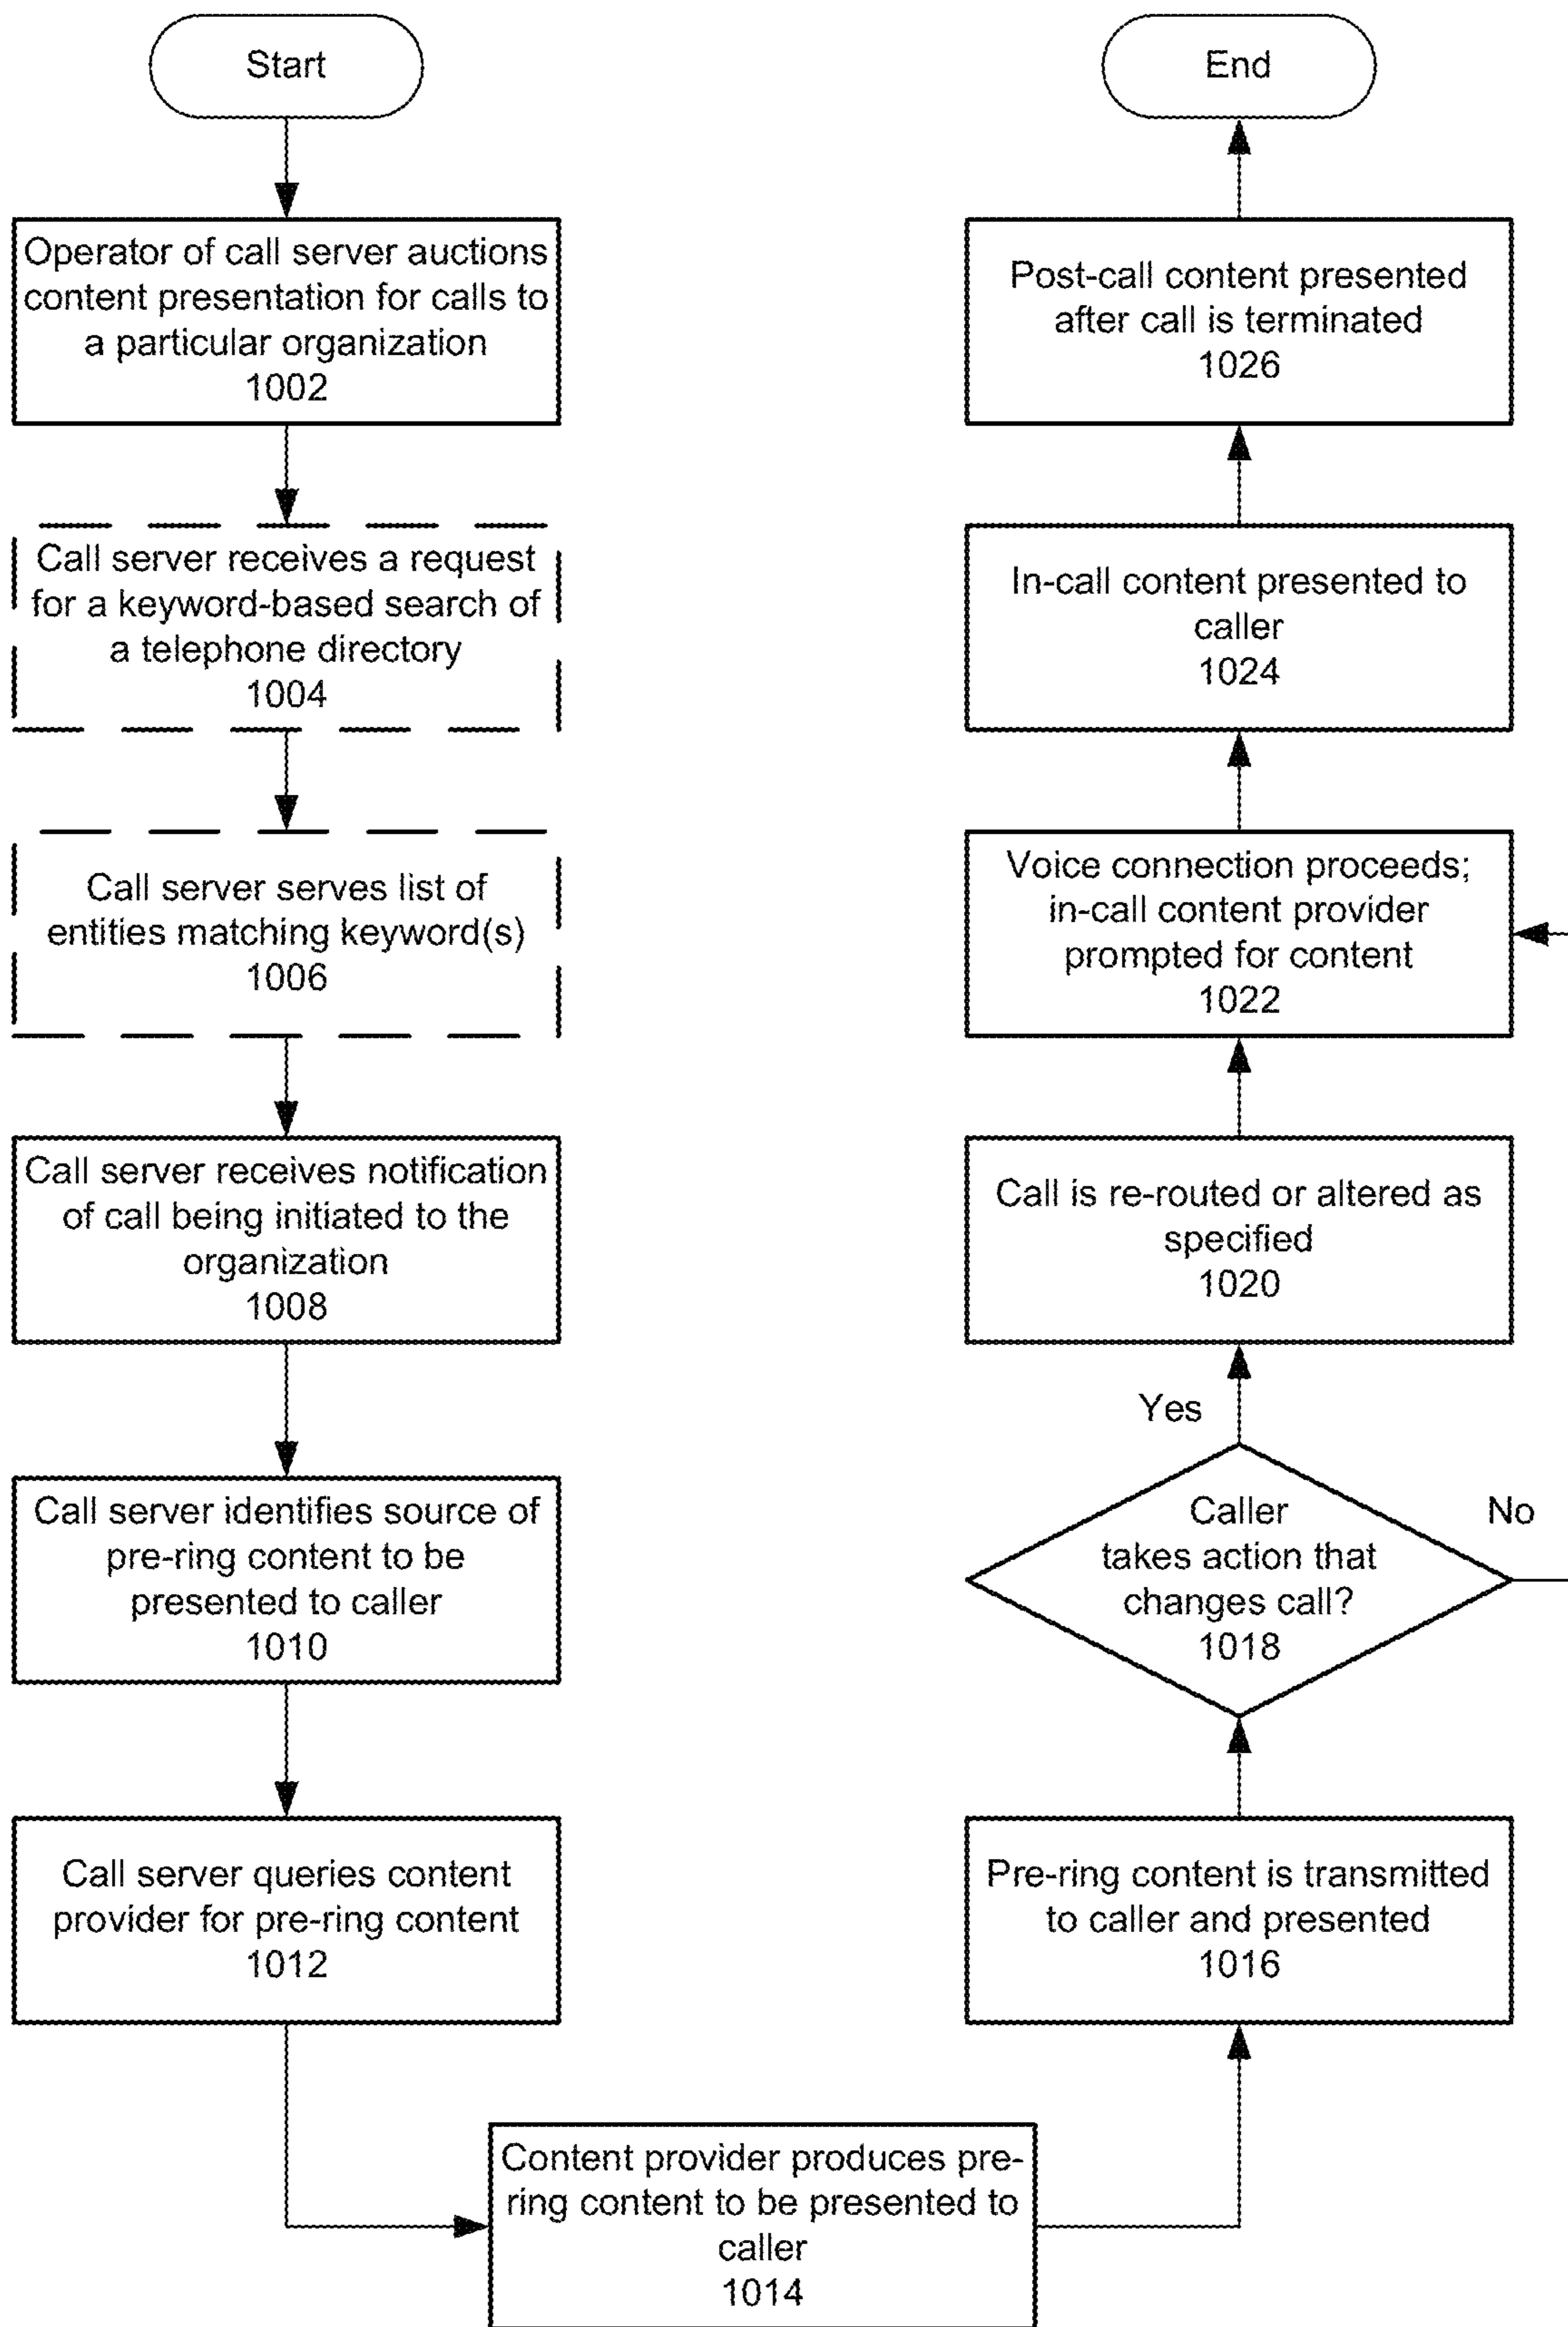 Start
Operator of call server auctions
content presentation for calls to
a particular organization
1002
Call server receives a request
for a keyword-based search of
a telephone directory
1004
Call server serves list of
entities matching keyword(s)
1006
Call server receives notification
of call being initiated to the
organization
1008
Call server identifies source of
pre-ring content to be
presented to caller
1010
Call server queries content
provider for pre-ring content
1012
Content provider produces pre-
ring content to be presented to
caller
1014
Pre-ring content is transmitted
to caller and presented
1016
Caller
takes action that
changes call?
1018
No
Yes
Call is re-routed or altered as
specified
1020
Voice connection proceeds;
in-call content provider
prompted for content
1022
In-call content presented to
caller
1024
Post-call content presented
after call is terminated
1026
End